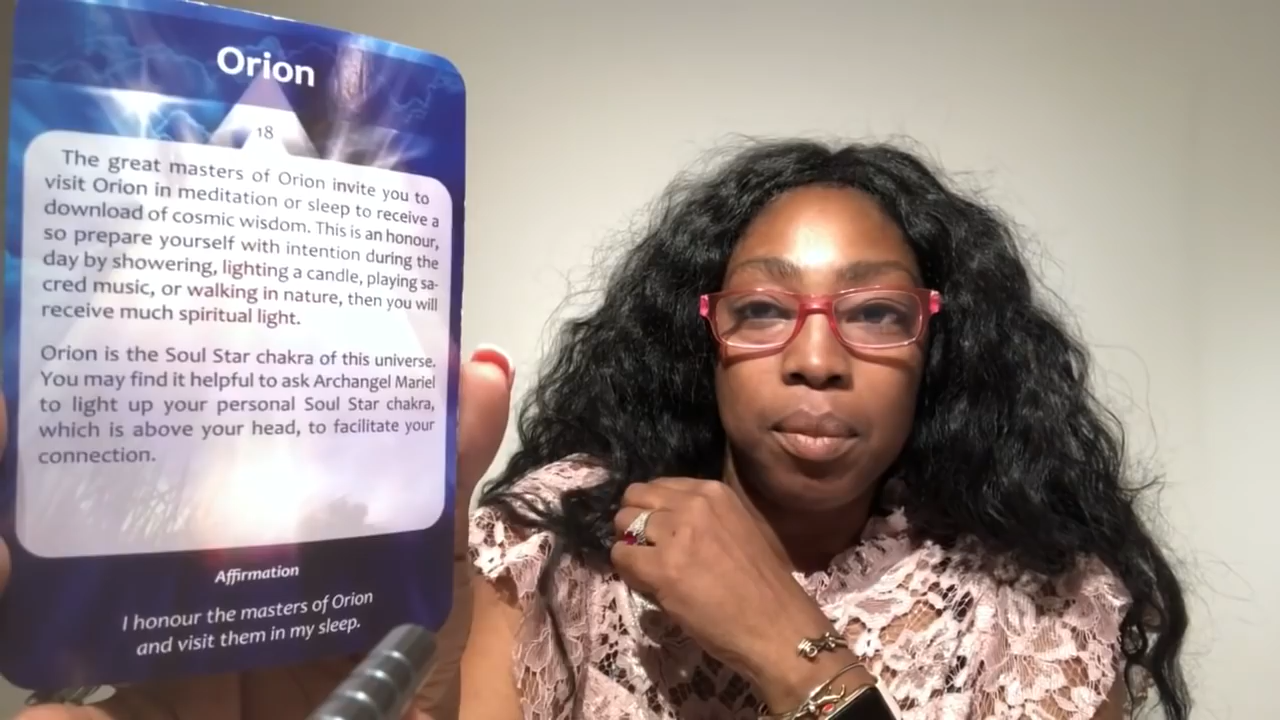 Orion
18
The great masters of Orion invite you to
visit Orion in meditation or sleep to receive a
download of cosmic wisdom. This is an honour,
so prepare yourself with intention during the
day by showering, lighting a candle, playing sa-
cred music, or walking in nature, then you will
receive much spiritual light.
Orion is the Soul Star chakra of this universe.
You may find it helpful to ask Archangel Mariel
to light up your personal Soul Star chakra,
which is above your head, to facilitate your
connection.
Affirmation
I honour the masters of Orion
and visit them in my sleep.